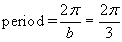 period = 2π/b = 2π/3